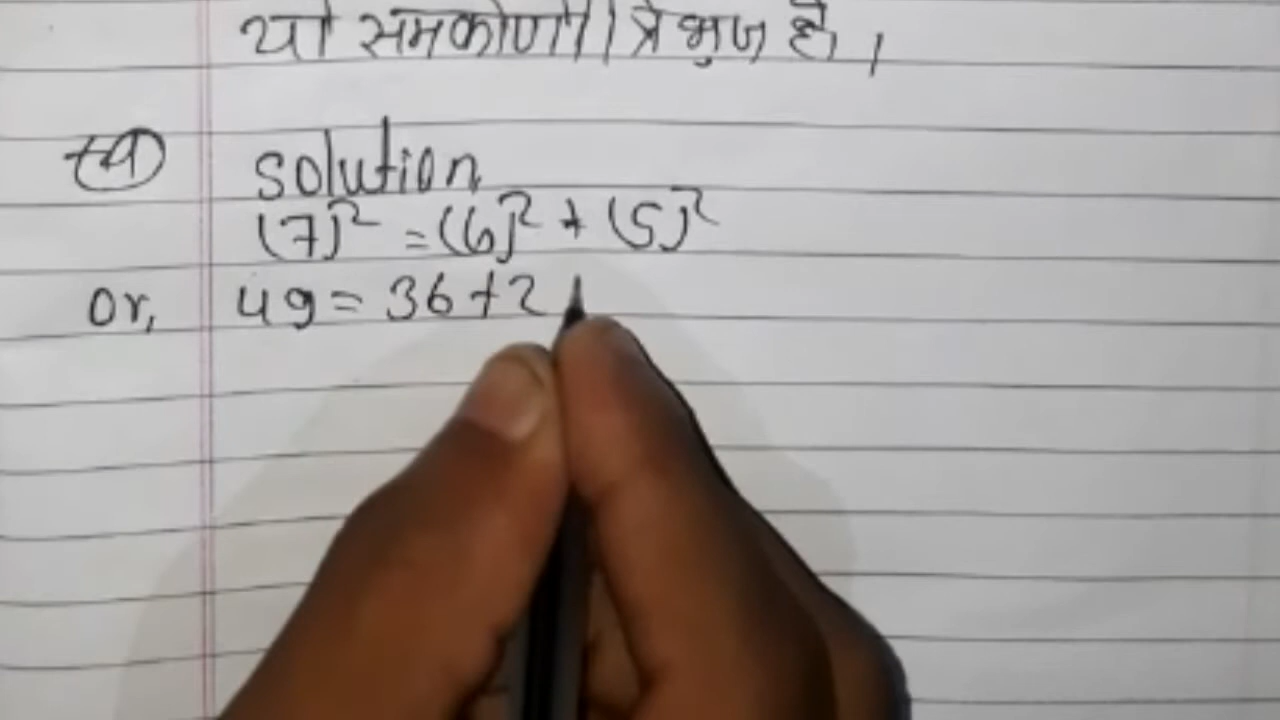 यो समकोणी त्रिभुज हो ।
ख Solution
(7)² = (6)² + (5)²
or, 49 = 36 + 2